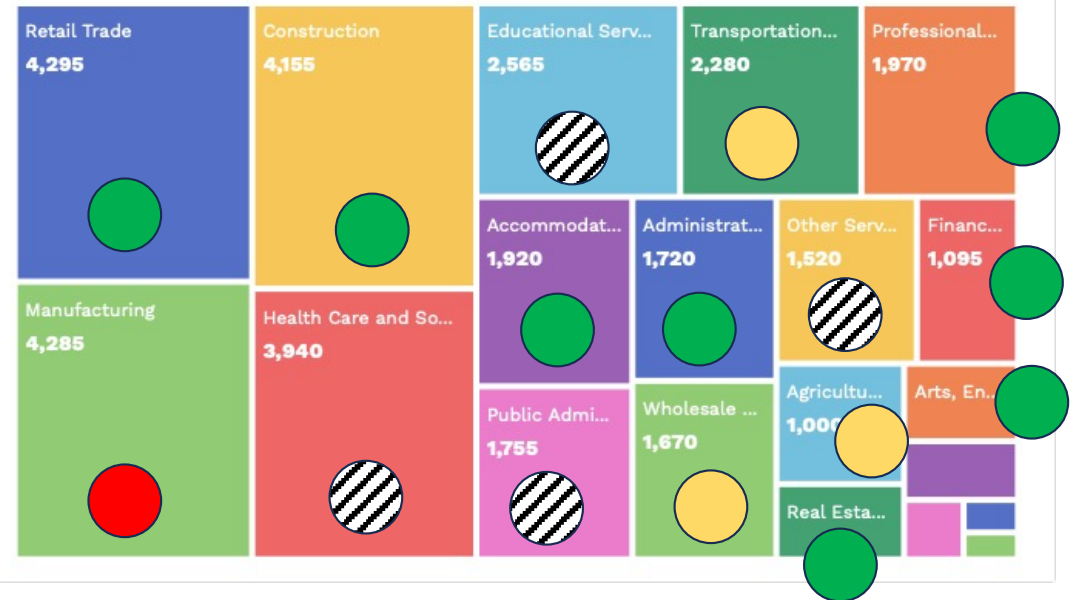 Retail Trade
4,295
Construction
4,155
Educational Serv...
2,565
Transportation...
2,280
Professional...
1,970
Accommodat...
1,920
Administrat...
1,720
Other Serv...
1,520
Financ...
1,095
Manufacturing
4,285
Health Care and So...
3,940
Public Admi...
1,755
Wholesale ...
1,670
Agricultu...
1,000
Arts, En...
Real Esta...